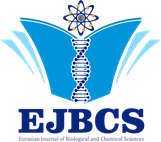 EJBCS
Eurasian Journal of Biological and Chemical Sciences